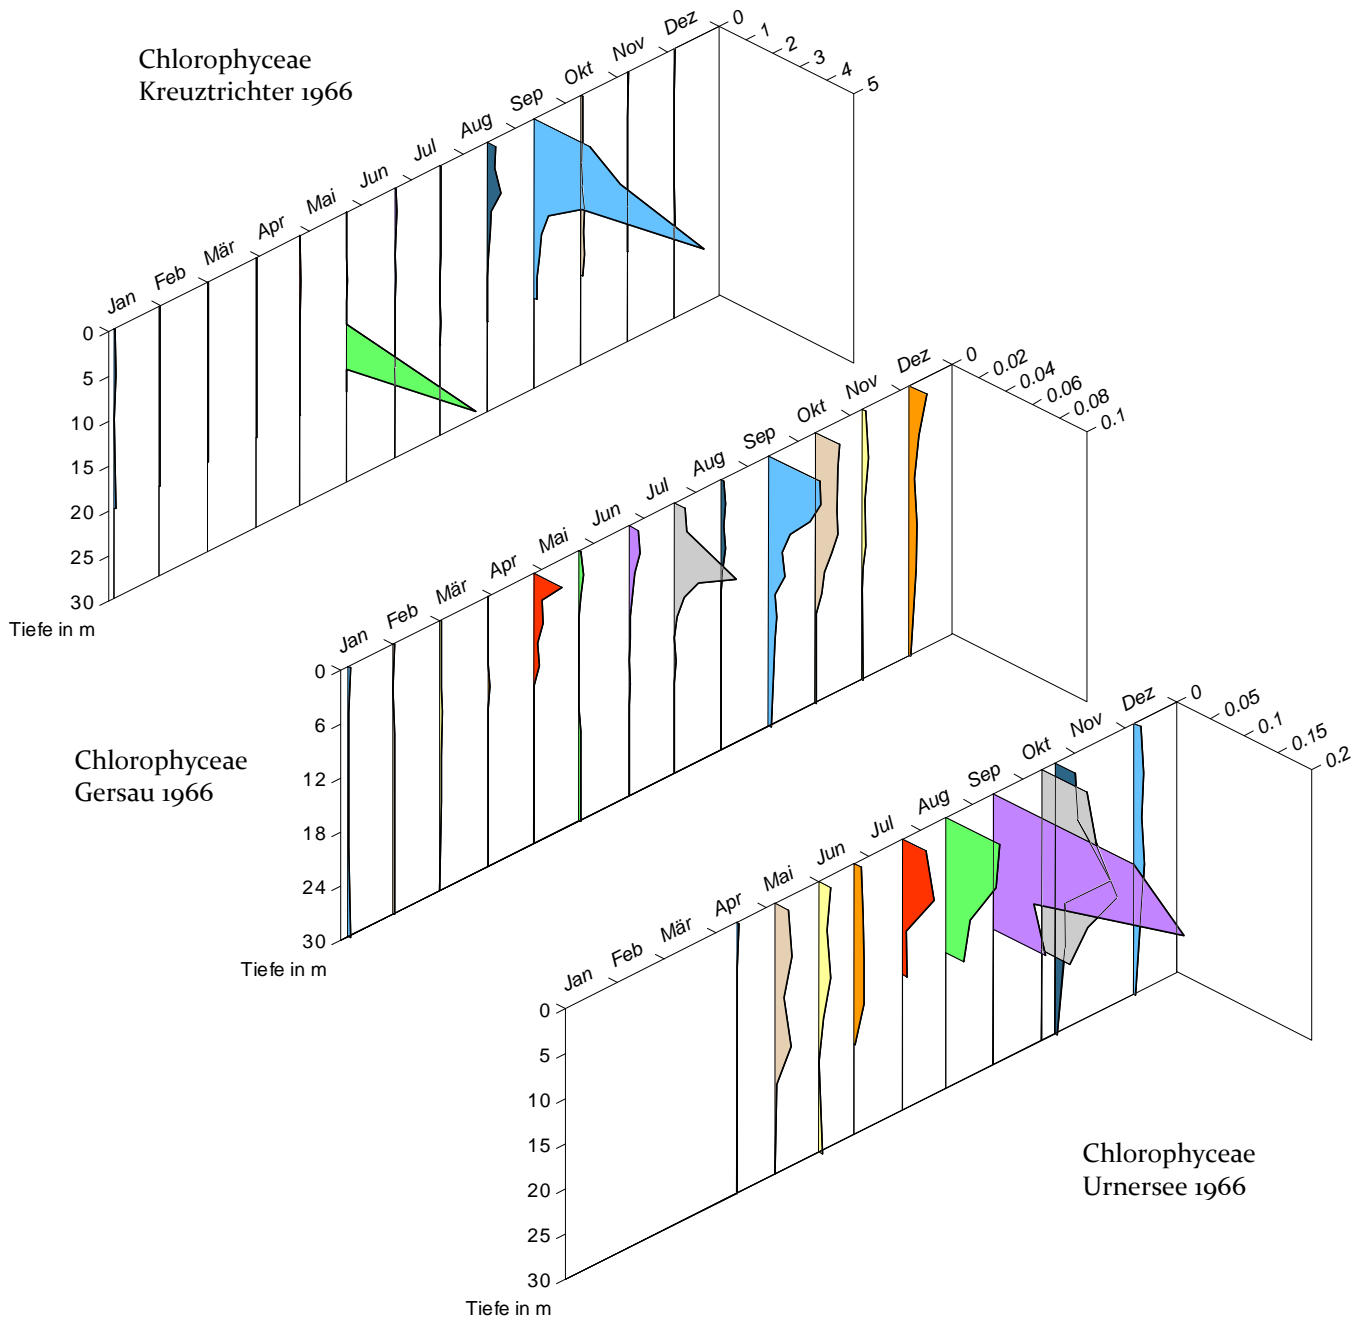 Chlorophyceae
Kreuztrichter 1966
Jan Feb Mär Apr Mai Jun Jul Aug Sep Okt Nov Dez
0 1 2 3 4 5
0
5
10
15
20
25
30
Tiefe in m
Chlorophyceae
Gersau 1966
Jan Feb Mär Apr Mai Jun Jul Aug Sep Okt Nov Dez
0 0.02 0.04 0.06 0.08 0.1
0
6
12
18
24
30
Tiefe in m
Chlorophyceae
Urnersee 1966
Jan Feb Mär Apr Mai Jun Jul Aug Sep Okt Nov Dez
0 0.05 0.1 0.15 0.2
0
5
10
15
20
25
30
Tiefe in m